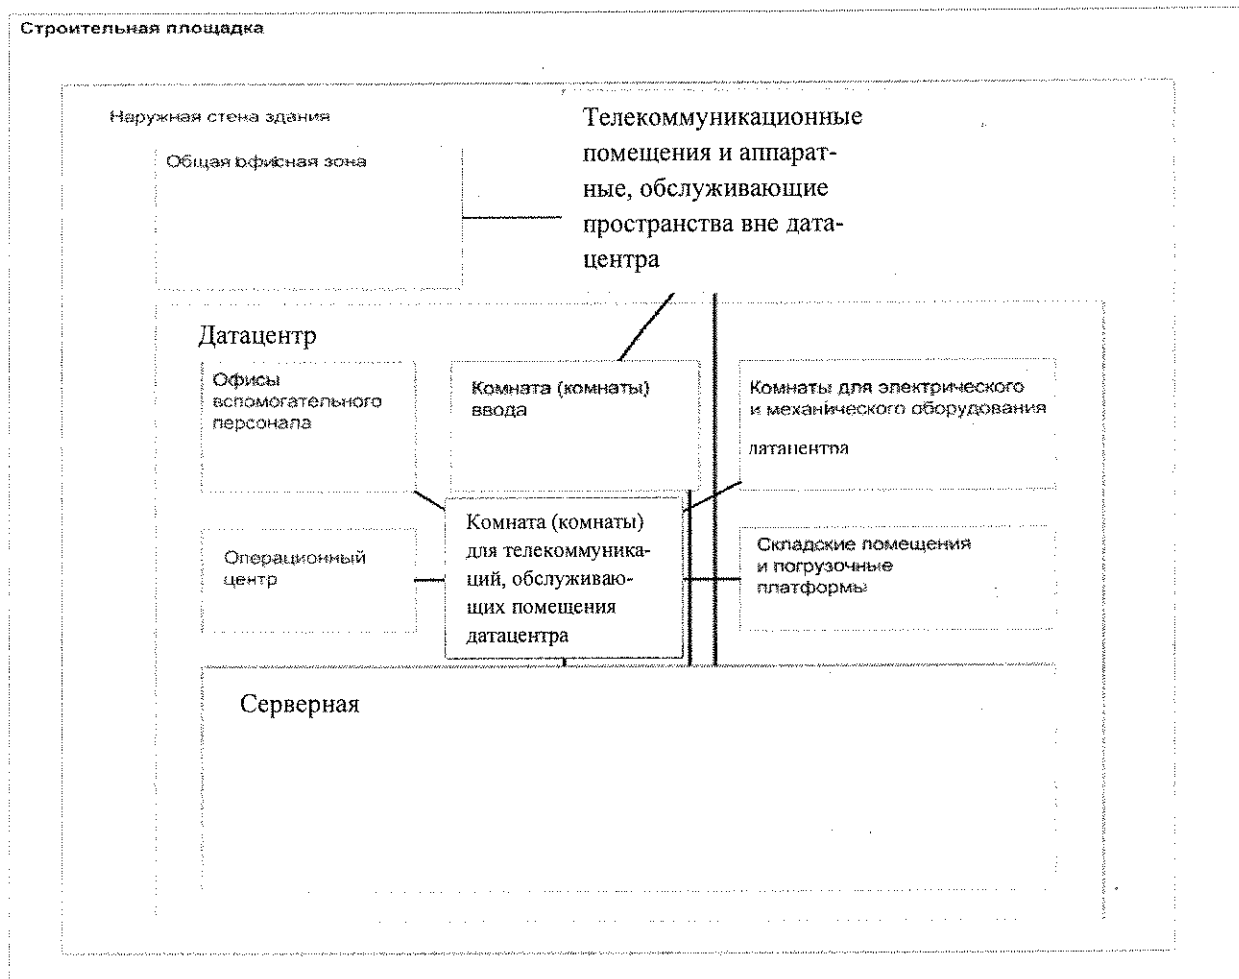 Строительная площадка
Наружная стена здания
Общая офисная зона
Телекоммуникационные
помещения и аппарат-
ные, обслуживающие
пространства вне дата-
центра
Датацентр
Офисы
вспомогательного
персонала
Комната (комнаты)
ввода
Комнаты для электрического
и механического оборудования
датацентра
Операционный
центр
Комната (комнаты)
для телекоммуника-
ций, обслуживаю-
щих помещения
датацентра
Складские помещения
и погрузочные
платформы
Серверная